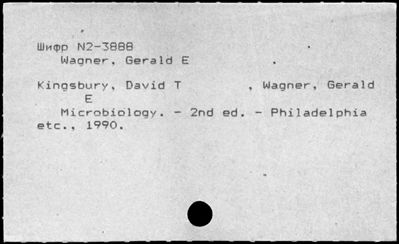 Шифр N2-3888
Wagner, Gerald E
Kingsbury, David T , Wagner, Gerald
E
Microbiology. - 2nd ed. - Philadelphia
etc., 1990.